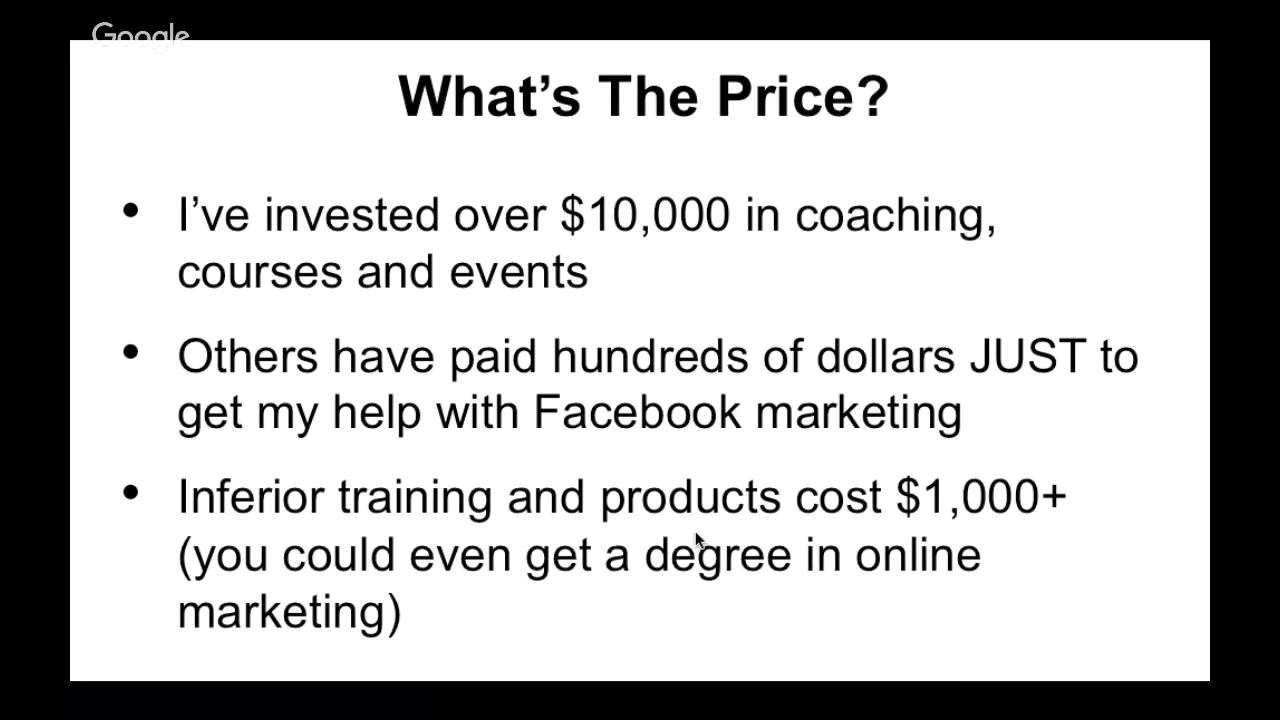 Google
What’s The Price?
• I’ve invested over $10,000 in coaching,
courses and events
• Others have paid hundreds of dollars JUST to
get my help with Facebook marketing
• Inferior training and products cost $1,000+
(you could even get a degree in online
marketing)